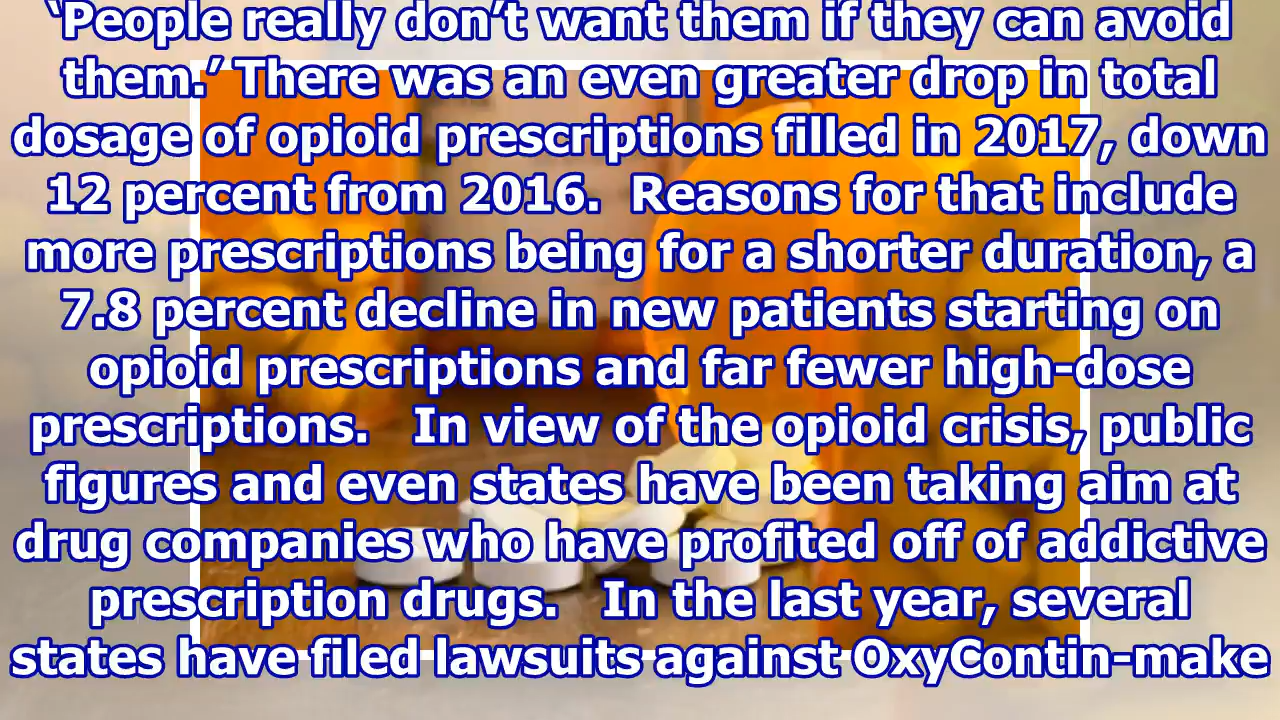 ‘People really don’t want them if they can avoid
them.’ There was an even greater drop in total
dosage of opioid prescriptions filled in 2017, down
12 percent from 2016.  Reasons for that include
more prescriptions being for a shorter duration, a
7.8 percent decline in new patients starting on
opioid prescriptions and far fewer high-dose
prescriptions.   In view of the opioid crisis, public
figures and even states have been taking aim at
drug companies who have profited off of addictive
prescription drugs.   In the last year, several
states have filed lawsuits against OxyContin-make